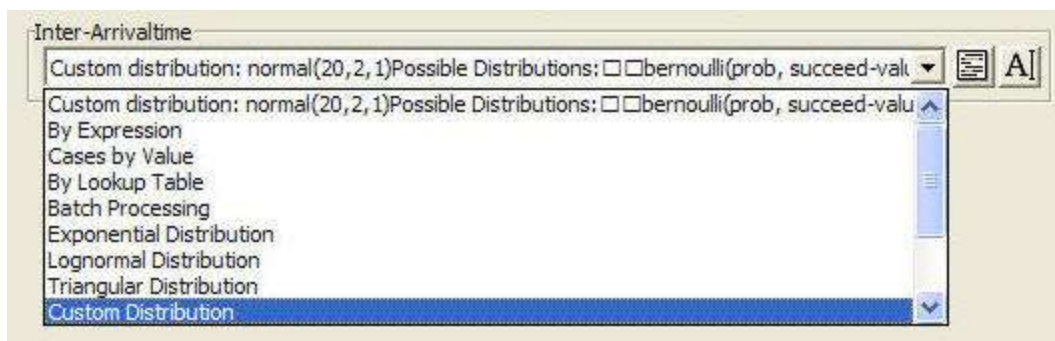 Inter-Arrivaltime
Custom distribution: normal(20,2,1)Possible Distributions:□□bernoulli(prob, succeed-valu
A
Custom distribution: normal(20,2,1)Possible Distributions:□□bernoulli(prob, succeed-valu
By Expression
Cases by Value
By Lookup Table
Batch Processing
Exponential Distribution
Lognormal Distribution
Triangular Distribution
Custom Distribution